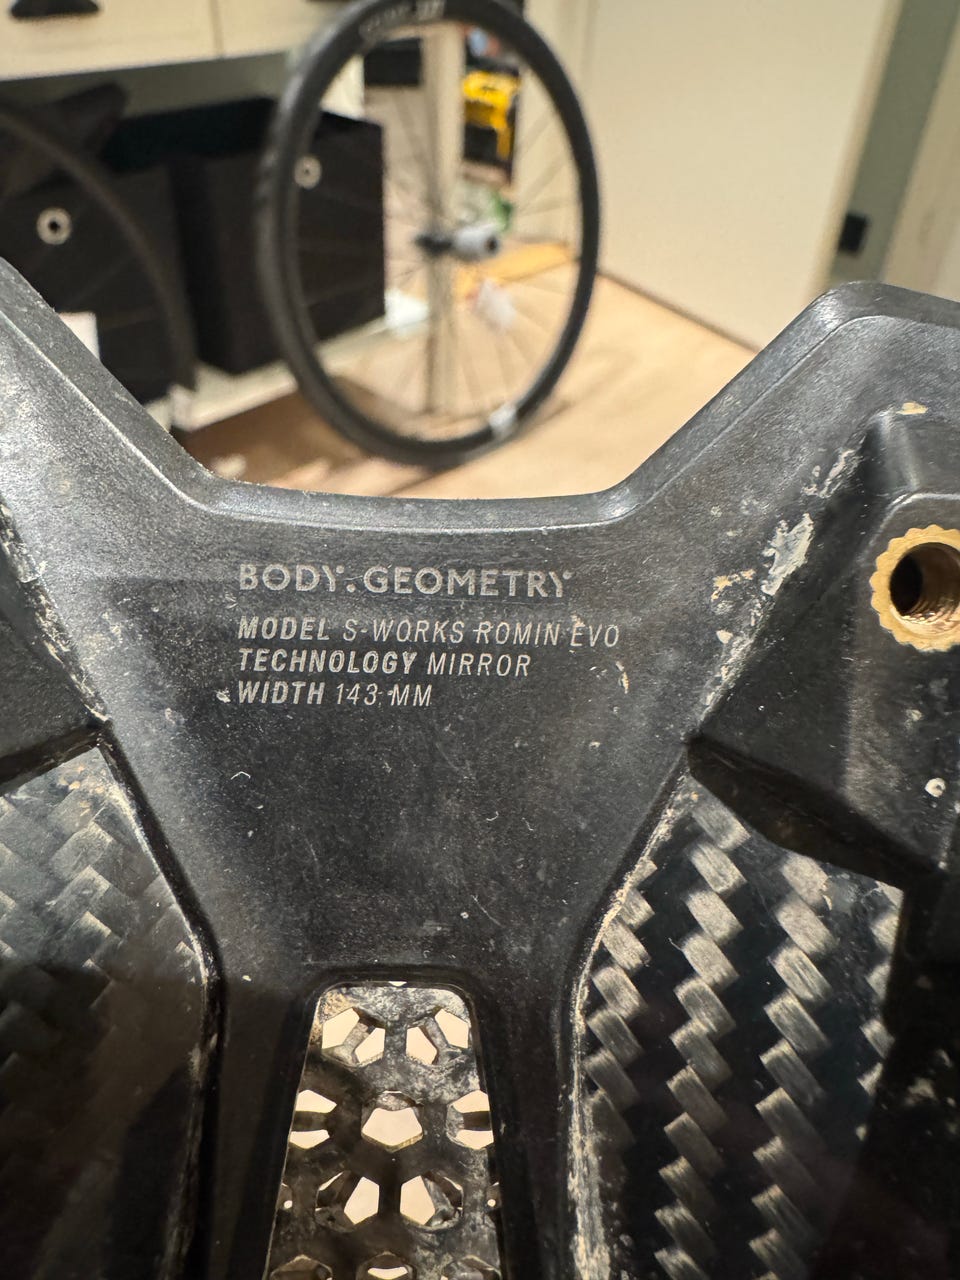 BODY GEOMETRY
MODEL S-WORKS ROMIN EVO
TECHNOLOGY MIRROR
WIDTH 143 MM